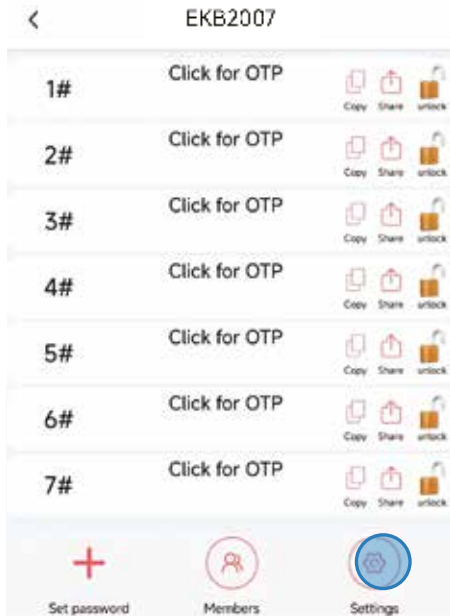 EKB2007
Click for OTP
1#
Copy Share unlock
Click for OTP
2#
Copy Share unlock
Click for OTP
3#
Copy Share unlock
Click for OTP
4#
Copy Share unlock
Click for OTP
5#
Copy Share unlock
Click for OTP
6#
Copy Share unlock
Click for OTP
7#
Copy Share unlock
Set password Members Settings